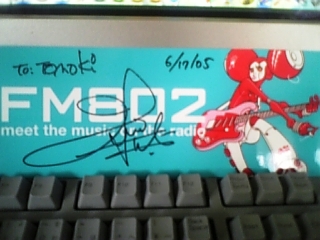 To: Tomoki 6/17/05
FM802
meet the music on the radio